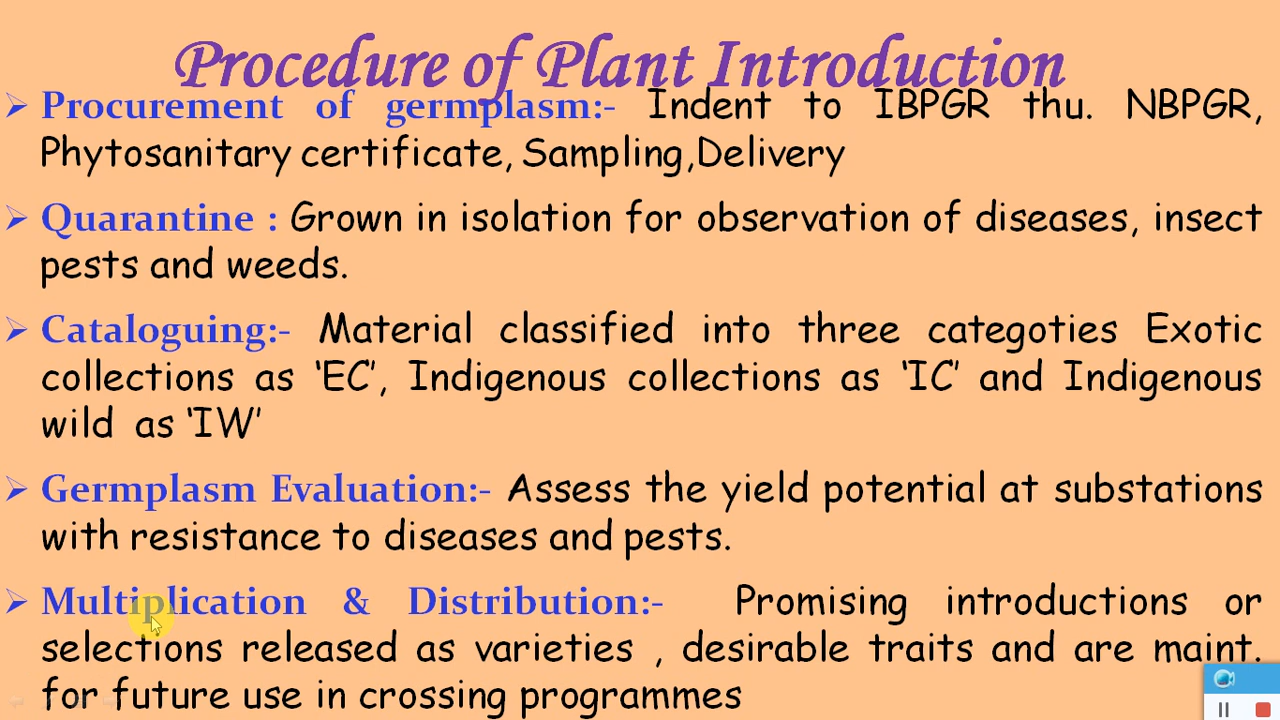 Procedure of Plant Introduction
➢ Procurement of germplasm:- Indent to IBPGR thu. NBPGR,
Phytosanitary certificate, Sampling,Delivery
➢ Quarantine : Grown in isolation for observation of diseases, insect
pests and weeds.
➢ Cataloguing:- Material classified into three categoties Exotic
collections as ‘EC’, Indigenous collections as ‘IC’ and Indigenous
wild as ‘IW’
➢ Germplasm Evaluation:- Assess the yield potential at substations
with resistance to diseases and pests.
➢ Multiplication & Distribution:- Promising introductions or
selections released as varieties , desirable traits and are maint.
for future use in crossing programmes